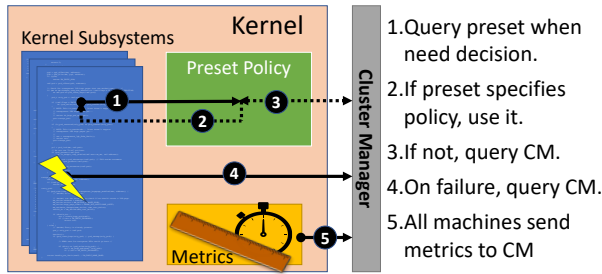 Kernel
Kernel Subsystems
Preset Policy
1
2
3
4
5
Metrics
Cluster Manager
1.Query preset when
need decision.
2.If preset specifies
policy, use it.
3.If not, query CM.
4.On failure, query CM.
5.All machines send
metrics to CM